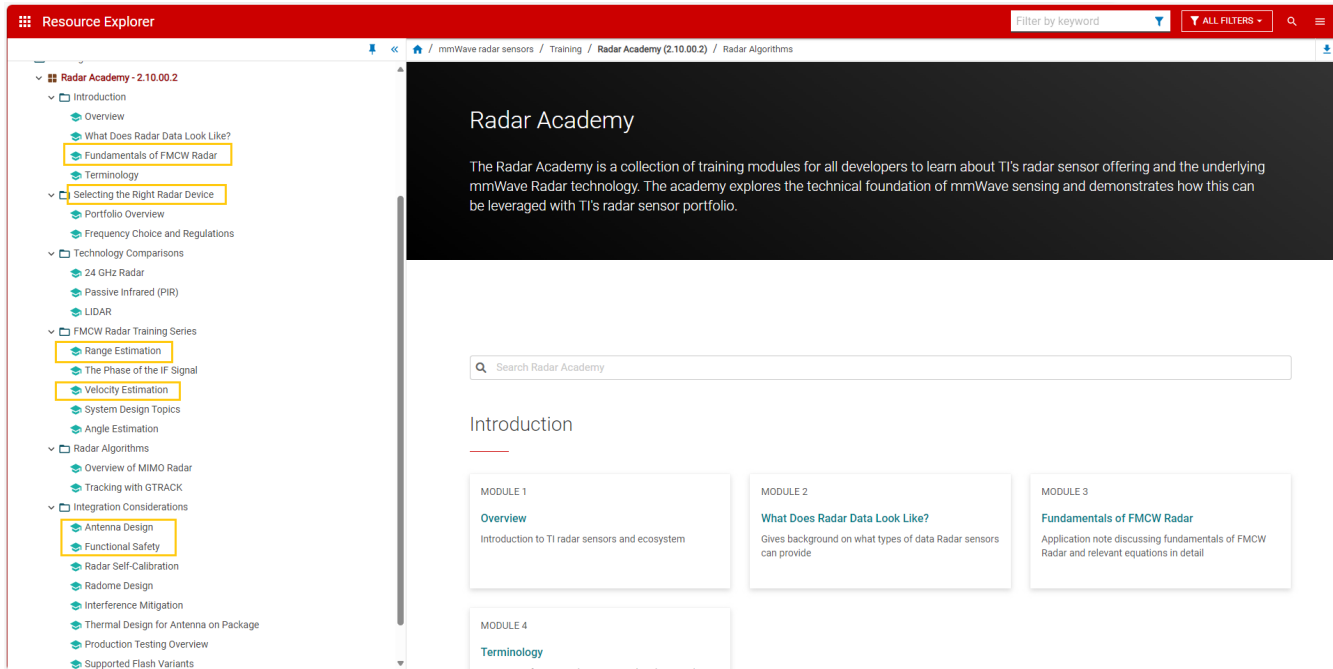 Resource Explorer
Filter by keyword
ALL FILTERS
/ mmWave radar sensors / Training / Radar Academy (2.10.00.2) / Radar Algorithms
Radar Academy - 2.10.00.2
Introduction
Overview
What Does Radar Data Look Like?
Fundamentals of FMCW Radar
Terminology
Selecting the Right Radar Device
Portfolio Overview
Frequency Choice and Regulations
Technology Comparisons
24 GHz Radar
Passive Infrared (PIR)
LIDAR
FMCW Radar Training Series
Range Estimation
The Phase of the IF Signal
Velocity Estimation
System Design Topics
Angle Estimation
Radar Algorithms
Overview of MIMO Radar
Tracking with GTRACK
Integration Considerations
Antenna Design
Functional Safety
Radar Self-Calibration
Radome Design
Interference Mitigation
Thermal Design for Antenna on Package
Production Testing Overview
Supported Flash Variants
Radar Academy
The Radar Academy is a collection of training modules for all developers to learn about TI's radar sensor offering and the underlying
mmWave Radar technology. The academy explores the technical foundation of mmWave sensing and demonstrates how this can
be leveraged with TI's radar sensor portfolio.
Search Radar Academy
Introduction
MODULE 1
Overview
Introduction to TI radar sensors and ecosystem
MODULE 2
What Does Radar Data Look Like?
Gives background on what types of data Radar sensors
can provide
MODULE 3
Fundamentals of FMCW Radar
Application note discussing fundamentals of FMCW
Radar and relevant equations in detail
MODULE 4
Terminology